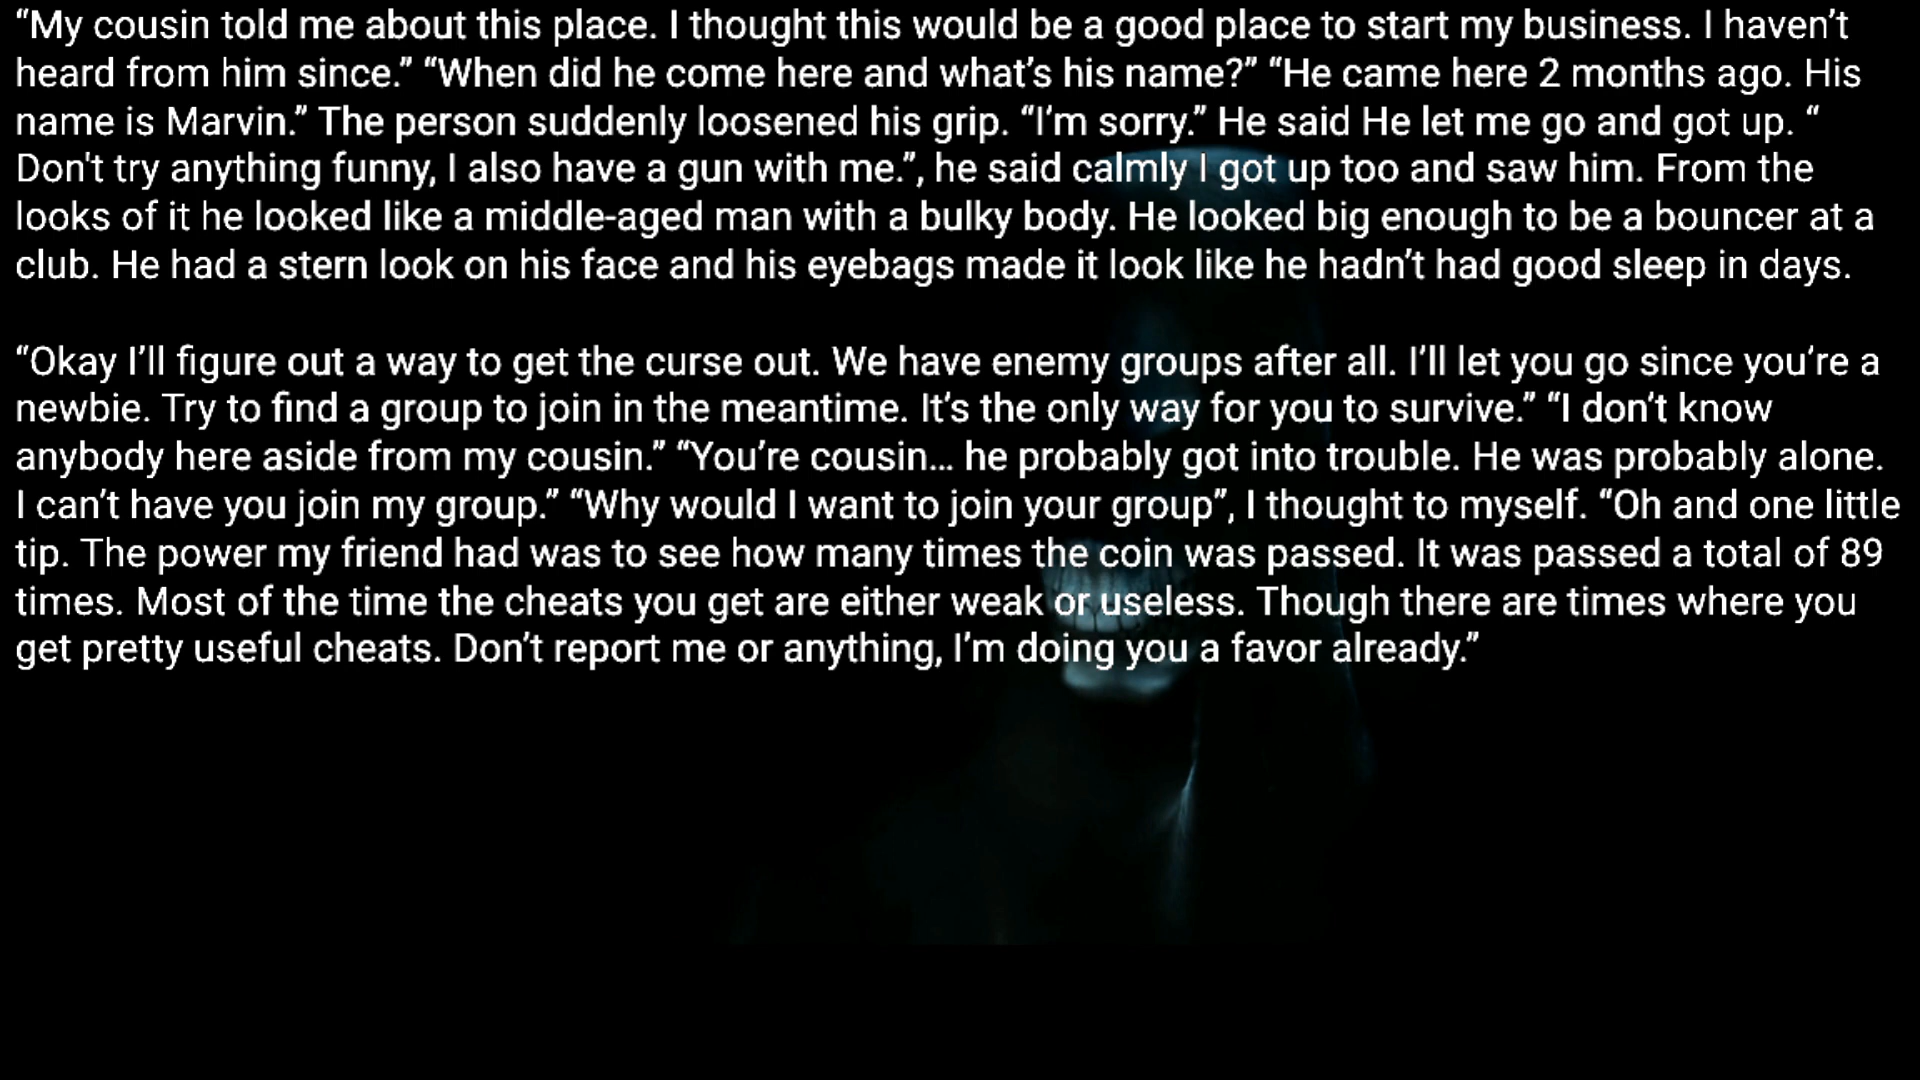 “My cousin told me about this place. I thought this would be a good place to start my business. I haven’t
heard from him since.” “When did he come here and what’s his name?” “He came here 2 months ago. His
name is Marvin.” The person suddenly loosened his grip. “I’m sorry.” He said He let me go and got up. “
Don't try anything funny, I also have a gun with me.”, he said calmly I got up too and saw him. From the
looks of it he looked like a middle-aged man with a bulky body. He looked big enough to be a bouncer at a
club. He had a stern look on his face and his eyebags made it look like he hadn’t had good sleep in days.

“Okay I’ll figure out a way to get the curse out. We have enemy groups after all. I’ll let you go since you’re a
newbie. Try to find a group to join in the meantime. It’s the only way for you to survive.” “I don’t know
anybody here aside from my cousin.” “You’re cousin… he probably got into trouble. He was probably alone.
I can’t have you join my group.” “Why would I want to join your group”, I thought to myself. “Oh and one little
tip. The power my friend had was to see how many times the coin was passed. It was passed a total of 89
times. Most of the time the cheats you get are either weak or useless. Though there are times where you
get pretty useful cheats. Don’t report me or anything, I’m doing you a favor already.”